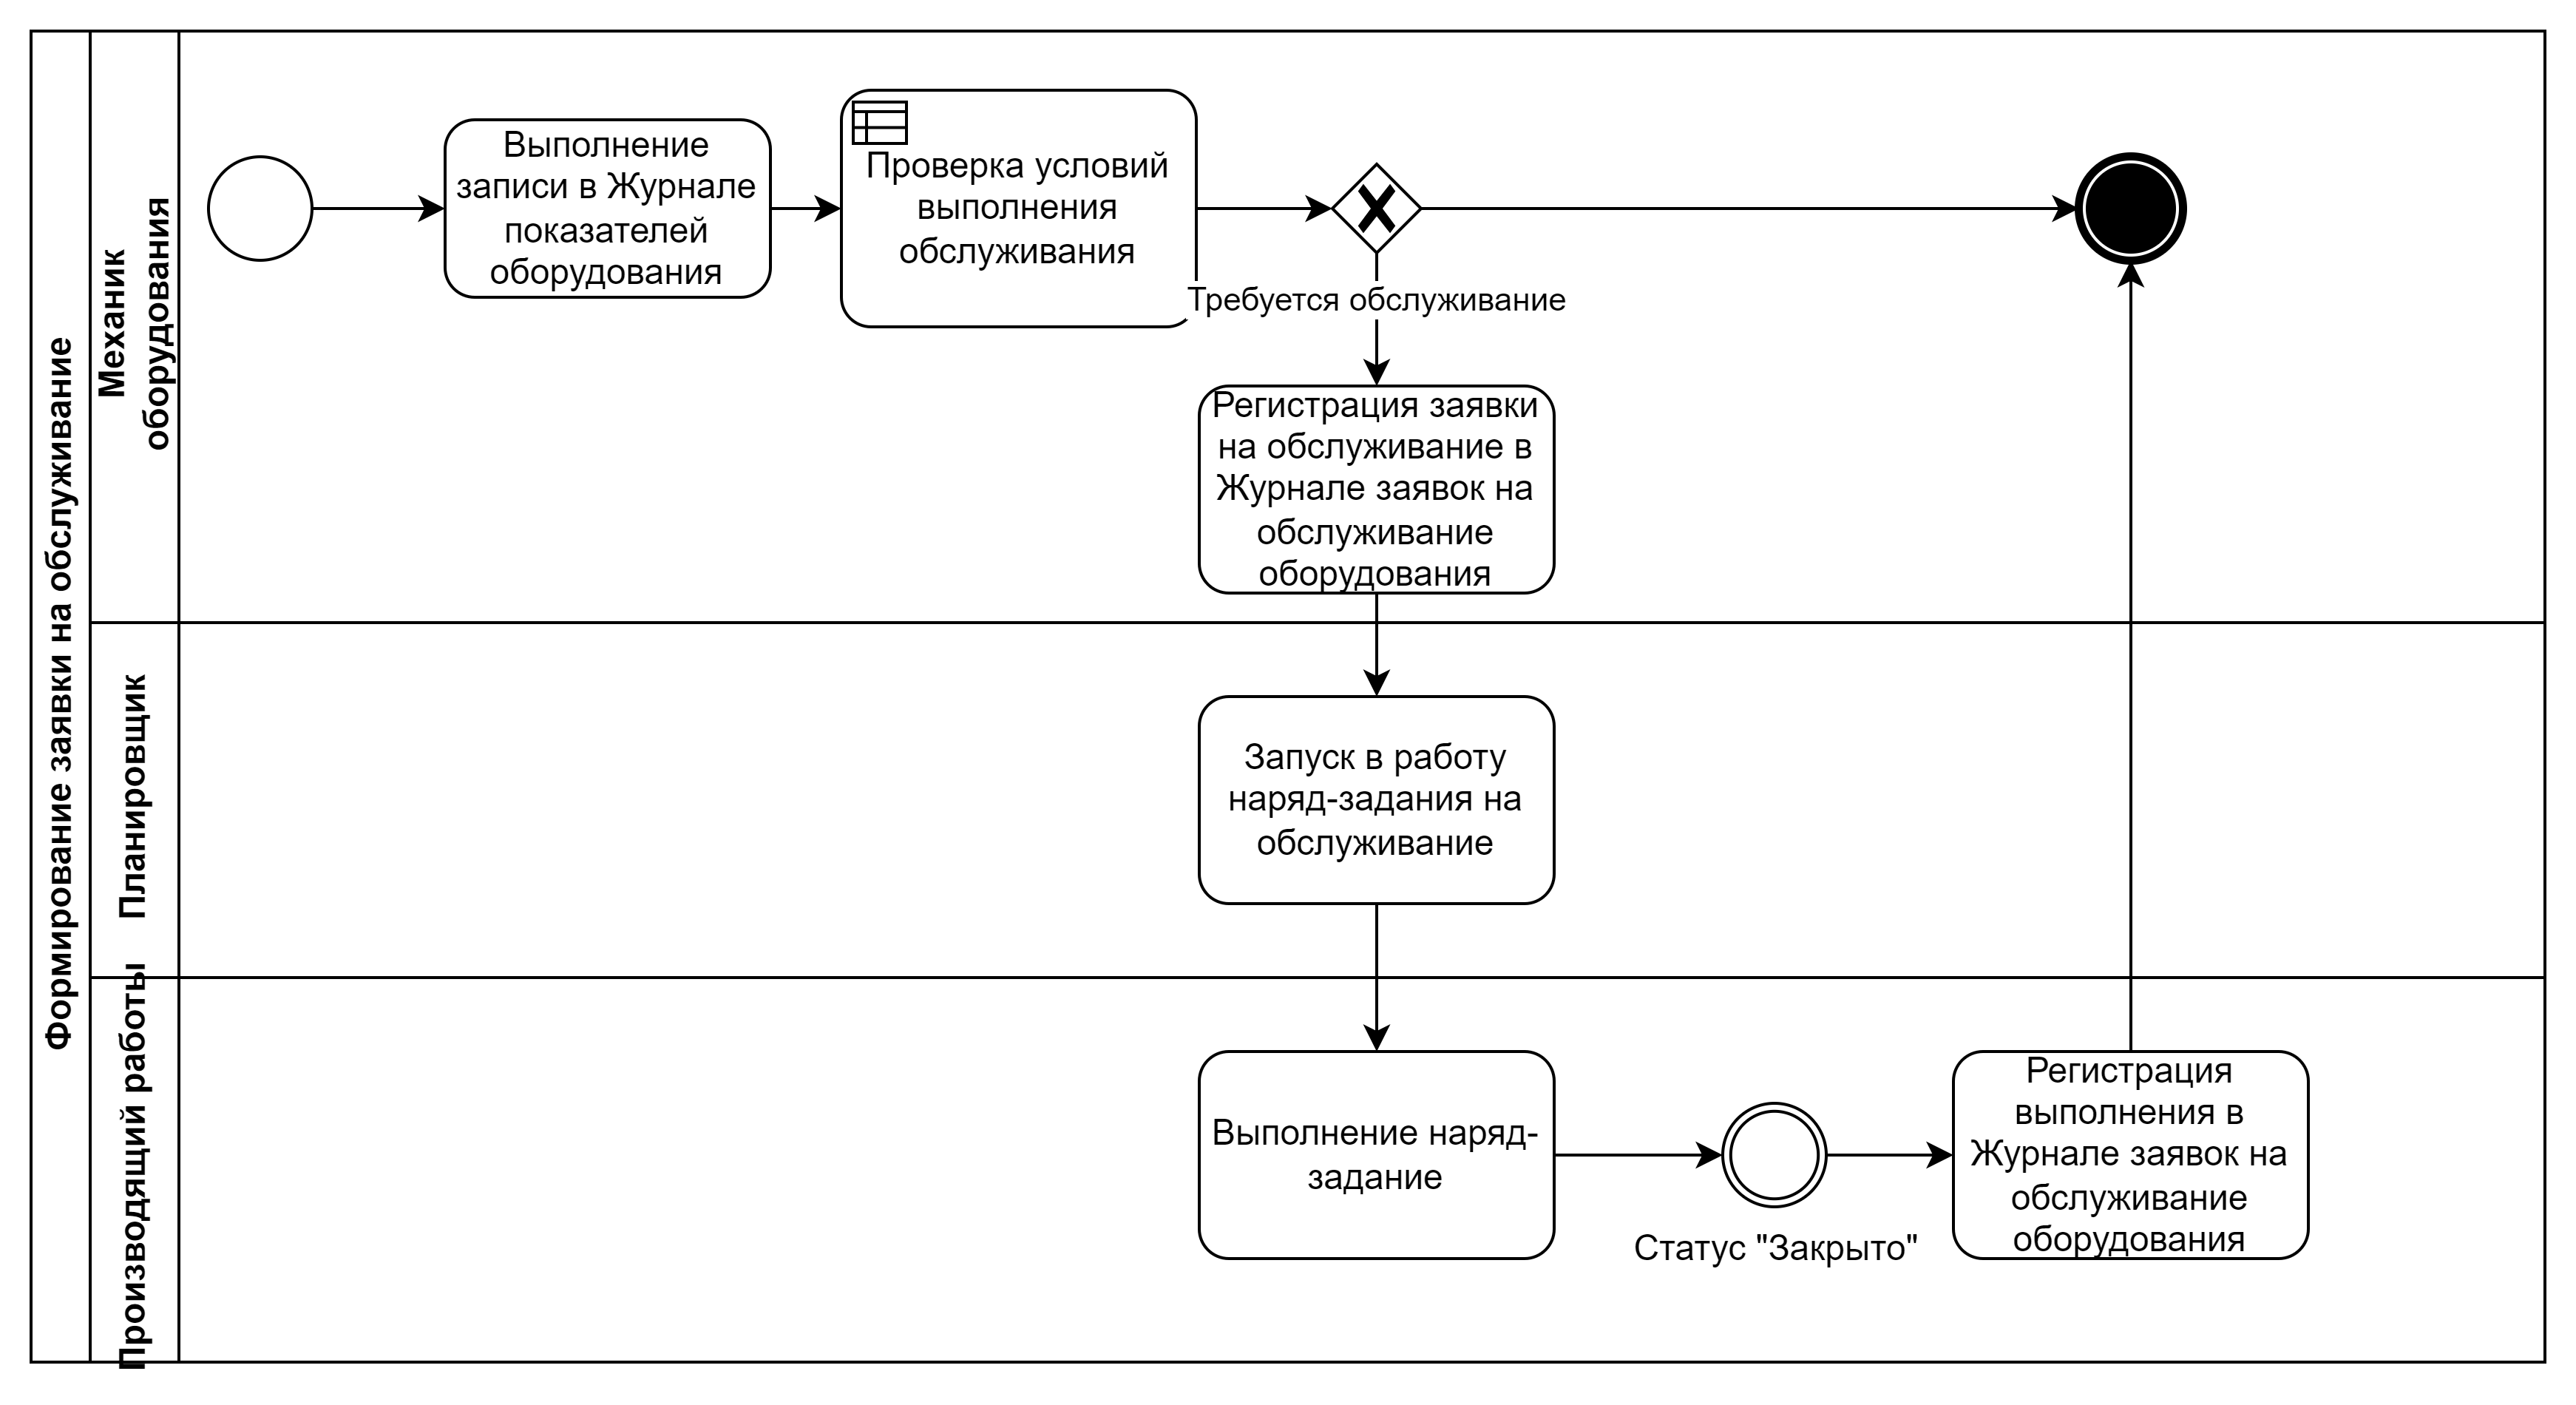 Формирование заявки на обслуживание
Механик
оборудования
Выполнение
записи в Журнале
показателей
оборудования
Проверка условий
выполнения
обслуживания
Требуется обслуживание
Регистрация заявки
на обслуживание в
Журнале заявок на
обслуживание
оборудования
Планировщик
Запуск в работу
наряд-задания на
обслуживание
Производящий работы
Выполнение наряд-
задание
Статус "Закрыто"
Регистрация
выполнения в
Журнале заявок на
обслуживание
оборудования